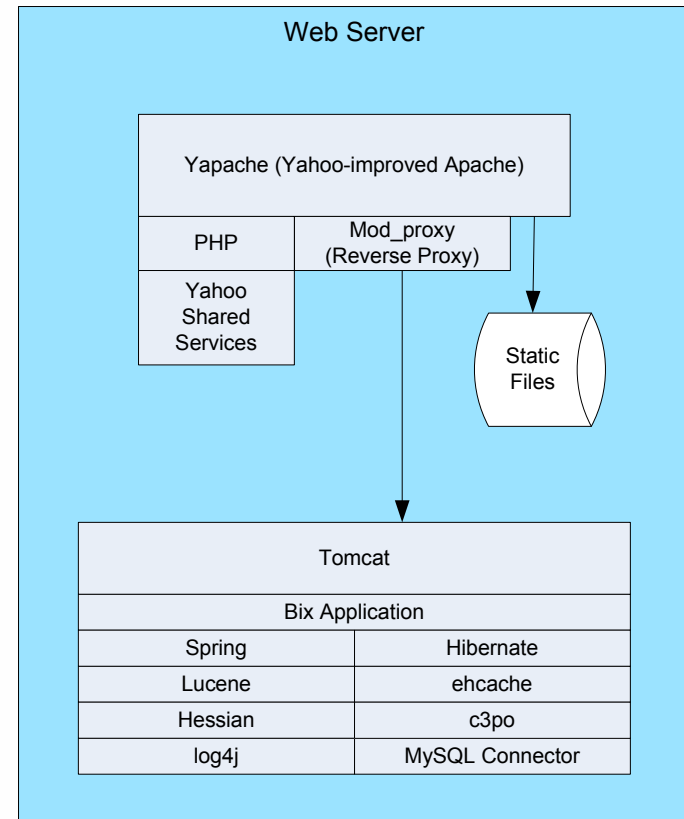 Web Server
Yapache (Yahoo-improved Apache)
PHP
Mod_proxy
(Reverse Proxy)
Yahoo
Shared
Services
Static
Files
Tomcat
Bix Application
Spring
Hibernate
Lucene
ehcache
Hessian
c3po
log4j
MySQL Connector